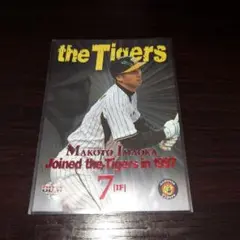 the Tigers
MAKOTO IMAOKA
Joined the Tigers in 1997
7 [IF]